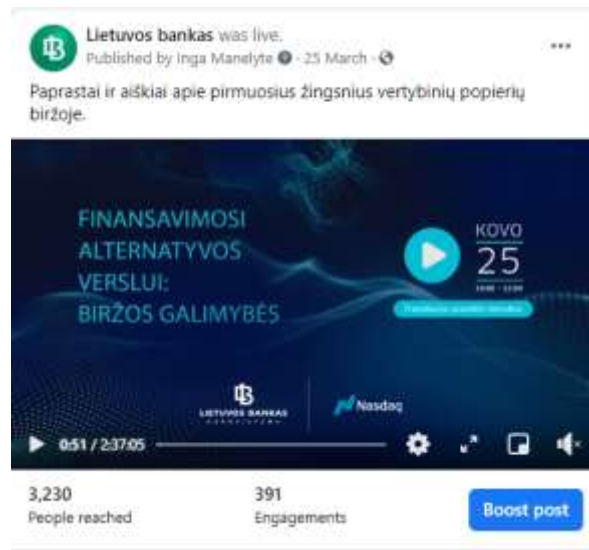 Lietuvos bankas was live.
Published by Inga Manelyte · 25 March ·
Paprastai ir aiškiai apie pirmuosius žingsnius vertybinių popierių
biržoje.
FINANSAVIMOSI
ALTERNATYVOS
VERSLUI:
BIRŽOS GALIMYBĖS
KOVO
25
LIETUVOS BANKAS
Nasdaq
0:51 / 2:37:05
3,230
People reached
391
Engagements
Boost post